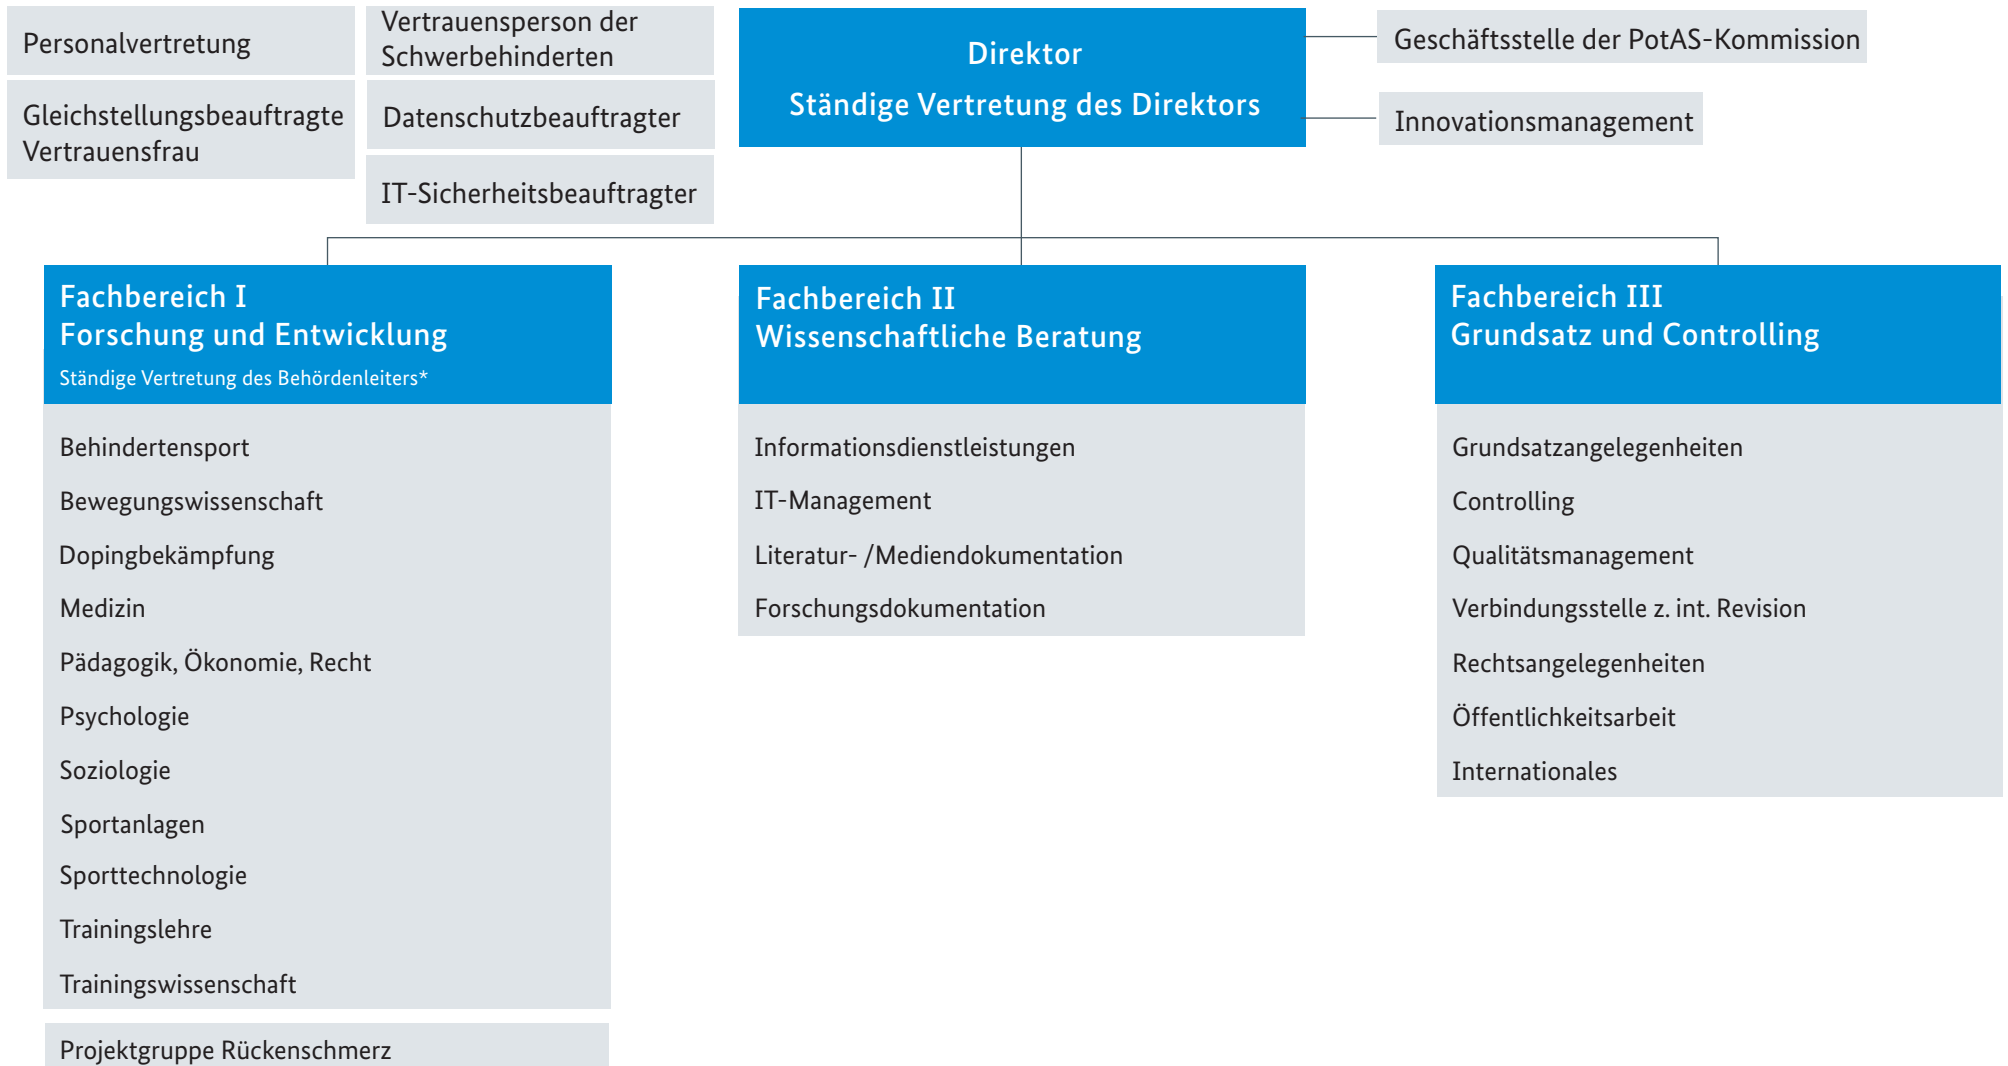 Personalvertretung
Vertrauensperson der
Schwerbehinderten
Gleichstellungsbeauftragte
Vertrauensfrau
Datenschutzbeauftragter
IT-Sicherheitsbeauftragter
Direktor
Ständige Vertretung des Direktors
Geschäftsstelle der PotAS-Kommission
Innovationsmanagement
Fachbereich I
Forschung und Entwicklung
Ständige Vertretung des Behördenleiters*
Behindertensport
Bewegungswissenschaft
Dopingbekämpfung
Medizin
Pädagogik, Ökonomie, Recht
Psychologie
Soziologie
Sportanlagen
Sporttechnologie
Trainingslehre
Trainingswissenschaft
Projektgruppe Rückenschmerz
Fachbereich II
Wissenschaftliche Beratung
Informationsdienstleistungen
IT-Management
Literatur- /Mediendokumentation
Forschungsdokumentation
Fachbereich III
Grundsatz und Controlling
Grundsatzangelegenheiten
Controlling
Qualitätsmanagement
Verbindungsstelle z. int. Revision
Rechtsangelegenheiten
Öffentlichkeitsarbeit
Internationales